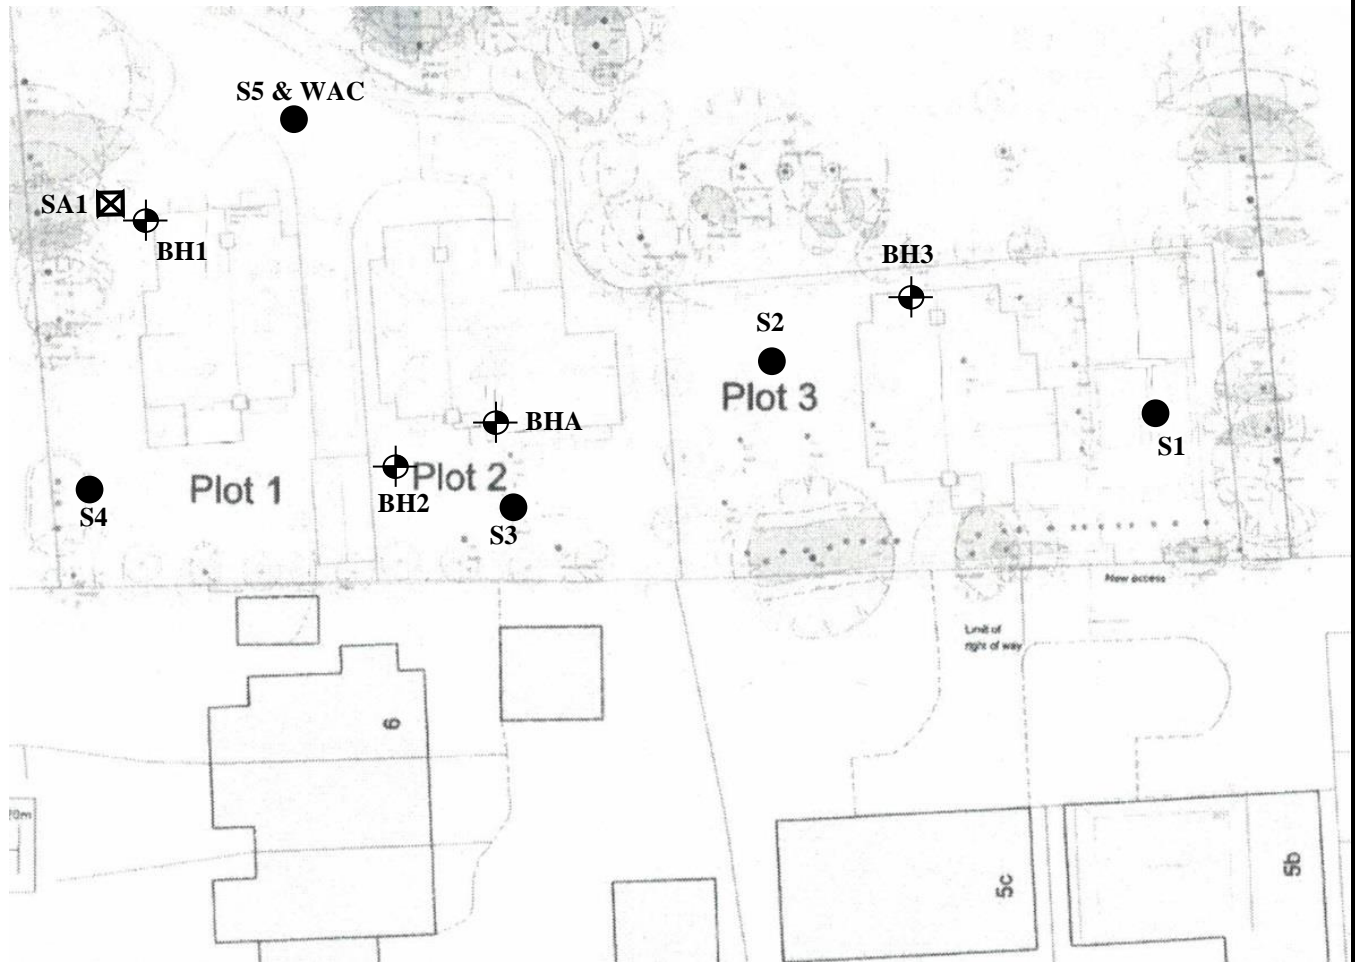 S5 & WAC
SA1
BH1
BH3
S2
Plot 3
BHA
S1
Plot 1
Plot 2
BH2
S4
S3
New access
Limit of
right of way
6
5c
5b